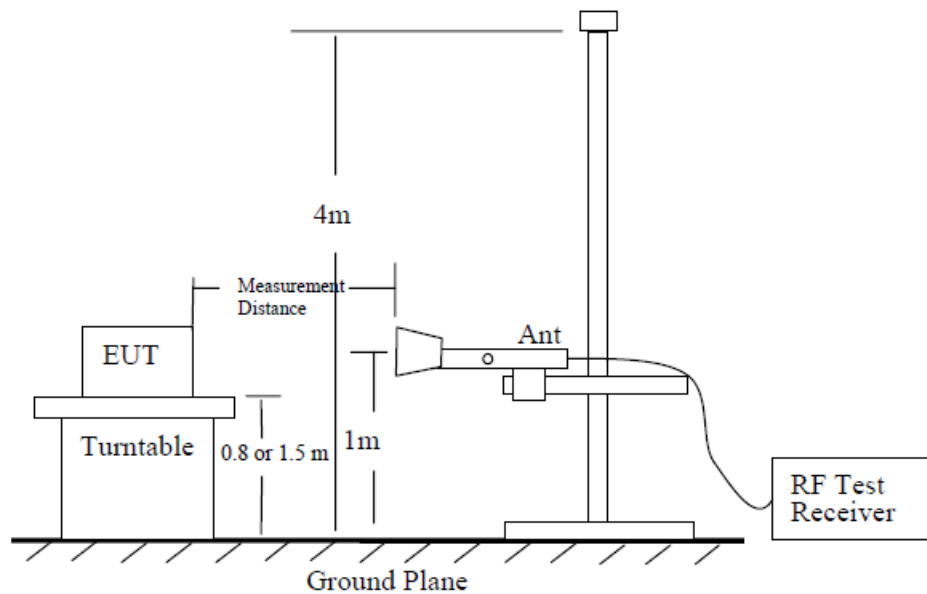 4m
Measurement
Distance
EUT
Ant
Turntable
0.8 or 1.5 m
1m
RF Test
Receiver
Ground Plane